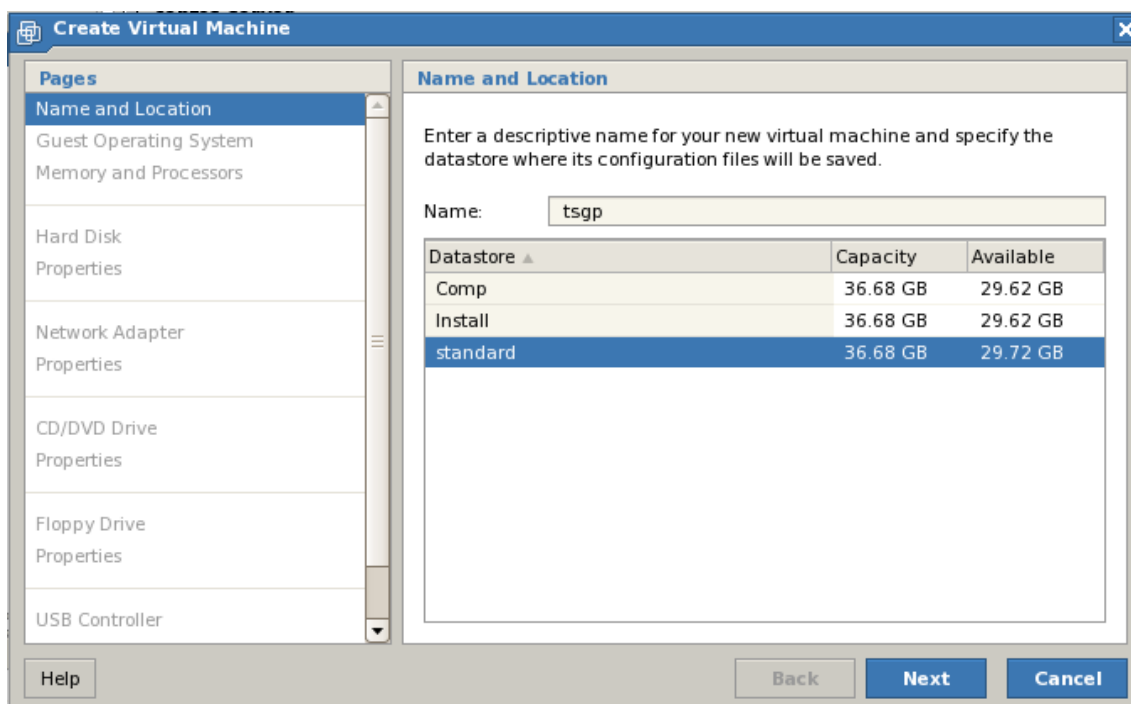 Create Virtual Machine
Pages
Name and Location
Guest Operating System
Memory and Processors
Hard Disk
Properties
Network Adapter
Properties
CD/DVD Drive
Properties
Floppy Drive
Properties
USB Controller
Name and Location
Enter a descriptive name for your new virtual machine and specify the
datastore where its configuration files will be saved.
Name: tsgp
Datastore Capacity Available
Comp 36.68 GB 29.62 GB
Install 36.68 GB 29.62 GB
standard 36.68 GB 29.72 GB
Help Back Next Cancel